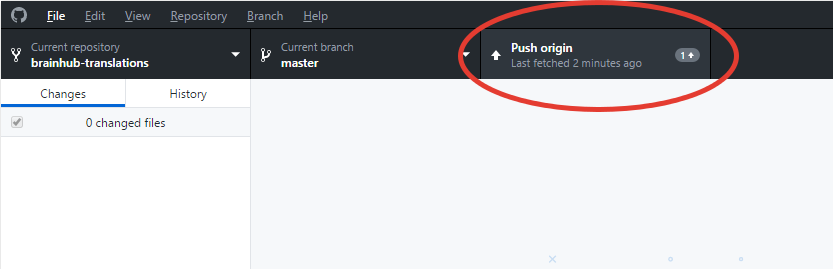 File Edit View Repository Branch Help
Current repository
brainhub-translations
Current branch
master
Push origin
Last fetched 2 minutes ago
1
Changes History
0 changed files